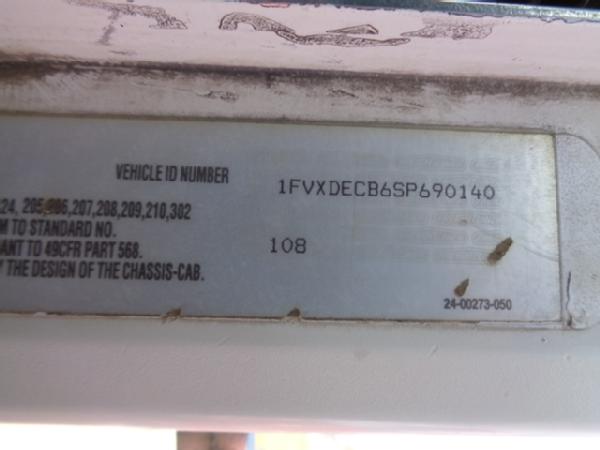 VEHICLE ID NUMBER 1FVXDECB6SP690140
24, 205,206,207,208,209,210,302
M TO STANDARD NO. 108
ANT TO 49CFR PART 568.
Y THE DESIGN OF THE CHASSIS-CAB.
24-00273-050